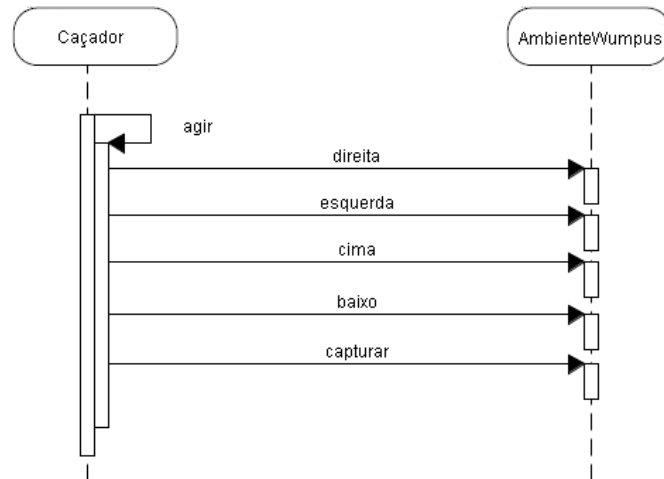 Caçador
AmbienteWumpus
agir
direita
esquerda
cima
baixo
capturar